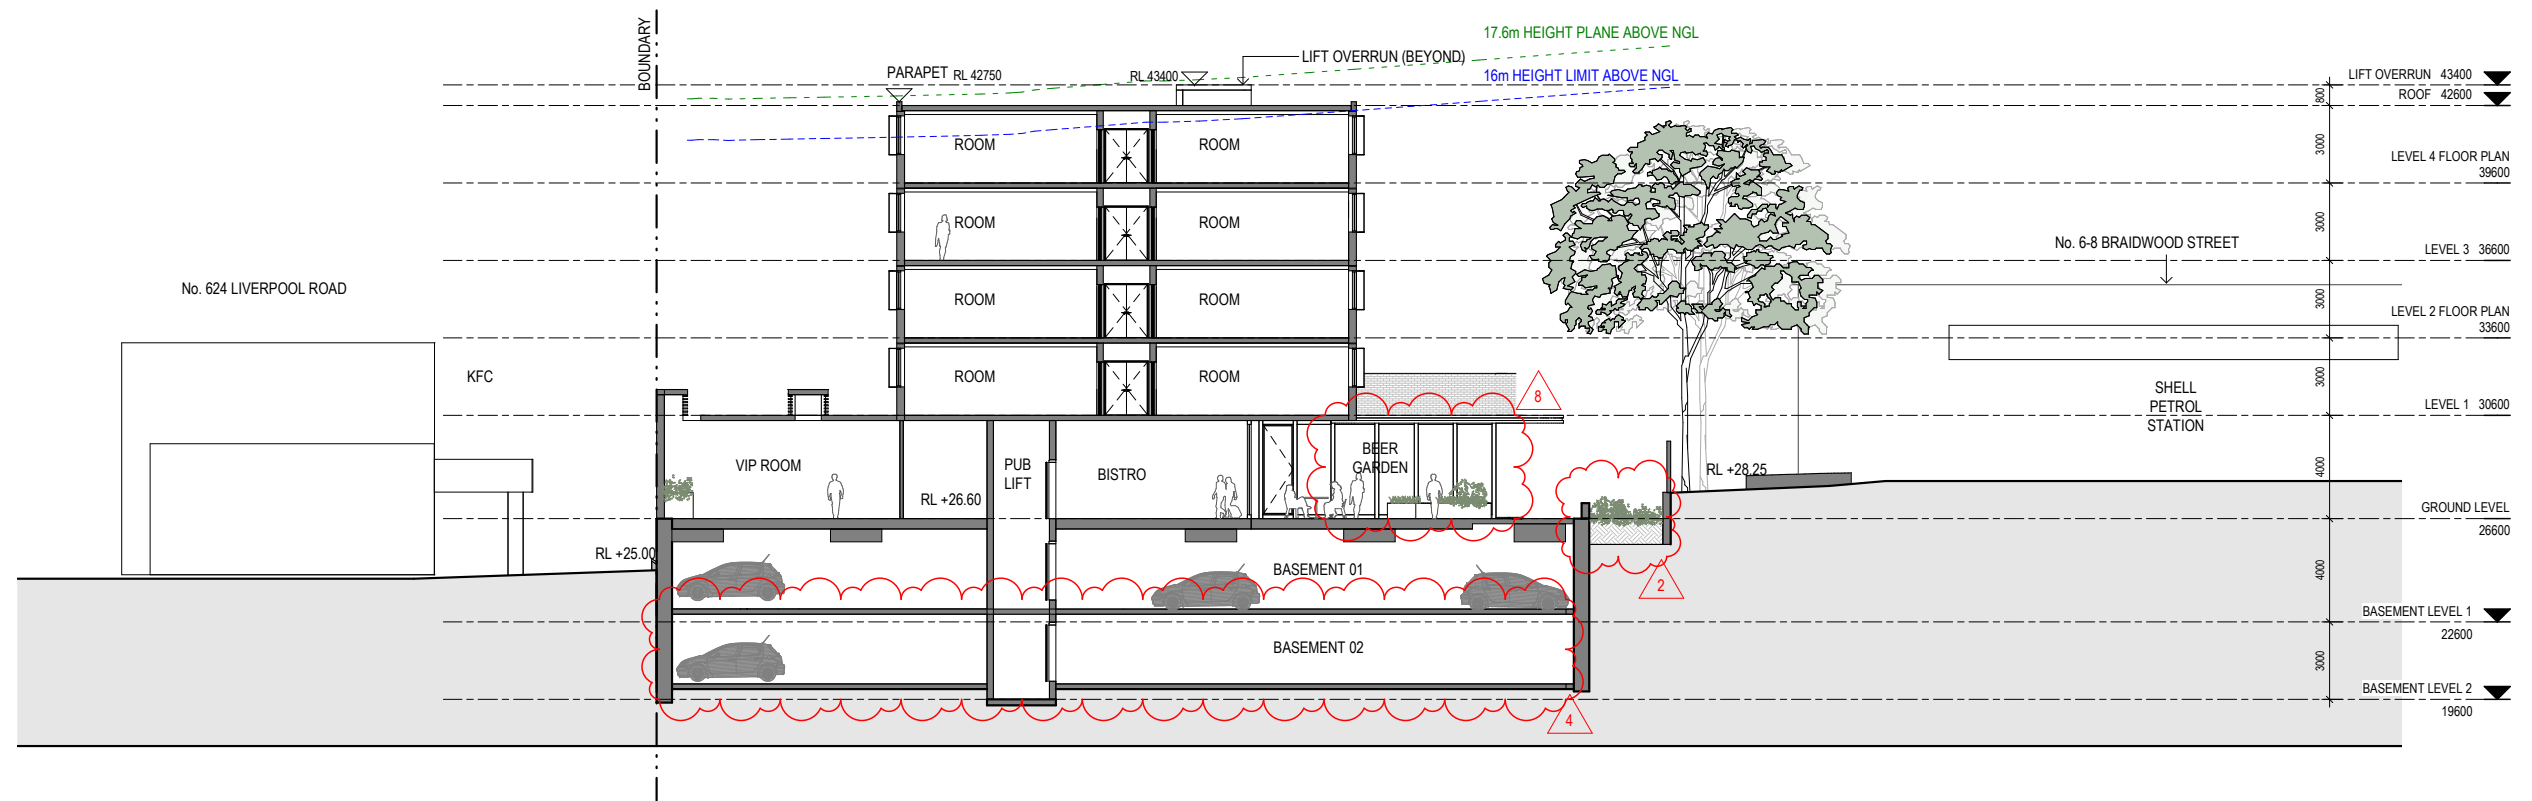 BOUNDARY
17.6m HEIGHT PLANE ABOVE NGL
LIFT OVERRUN (BEYOND)
PARAPET RL 42750
RL 43400
16m HEIGHT LIMIT ABOVE NGL
LIFT OVERRUN 43400
ROOF 42600
800
ROOM
ROOM
3000
LEVEL 4 FLOOR PLAN
39600
ROOM
ROOM
3000
No. 6-8 BRAIDWOOD STREET
LEVEL 3 36600
No. 624 LIVERPOOL ROAD
ROOM
ROOM
3000
LEVEL 2 FLOOR PLAN
33600
KFC
ROOM
ROOM
3000
SHELL
PETROL
STATION
8
LEVEL 1 30600
VIP ROOM
PUB
LIFT
BISTRO
BEER
GARDEN
RL +28.25
4000
RL +26.60
GROUND LEVEL
26600
RL +25.00
BASEMENT 01
2
4000
BASEMENT LEVEL 1
22600
BASEMENT 02
3000
BASEMENT LEVEL 2
19600
4